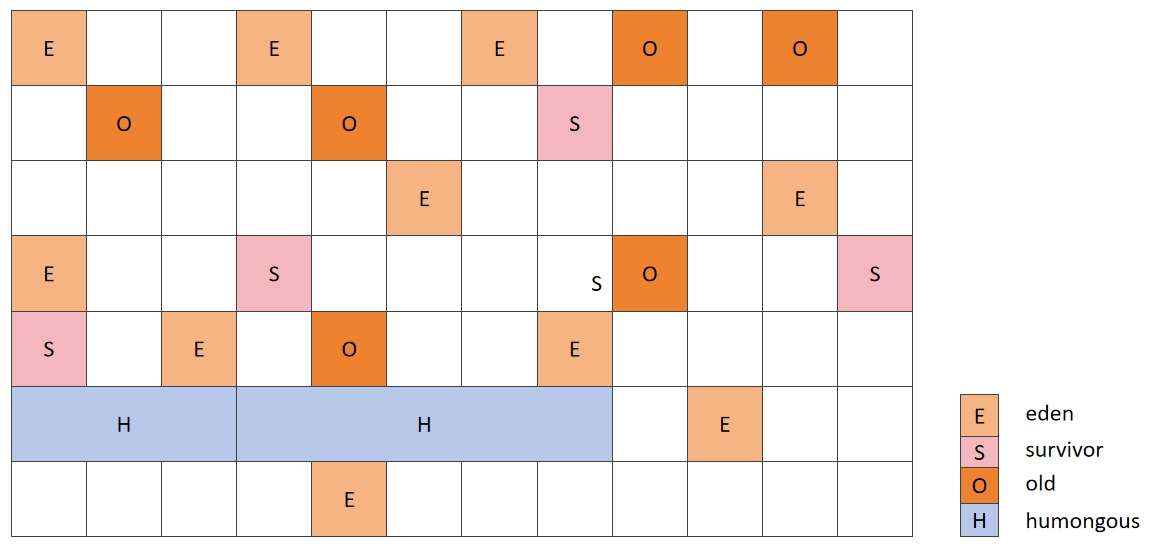 E E E O O
O O S
E E
E S S O S
S E O E
H H E
E
E eden
S survivor
O old
H humongous